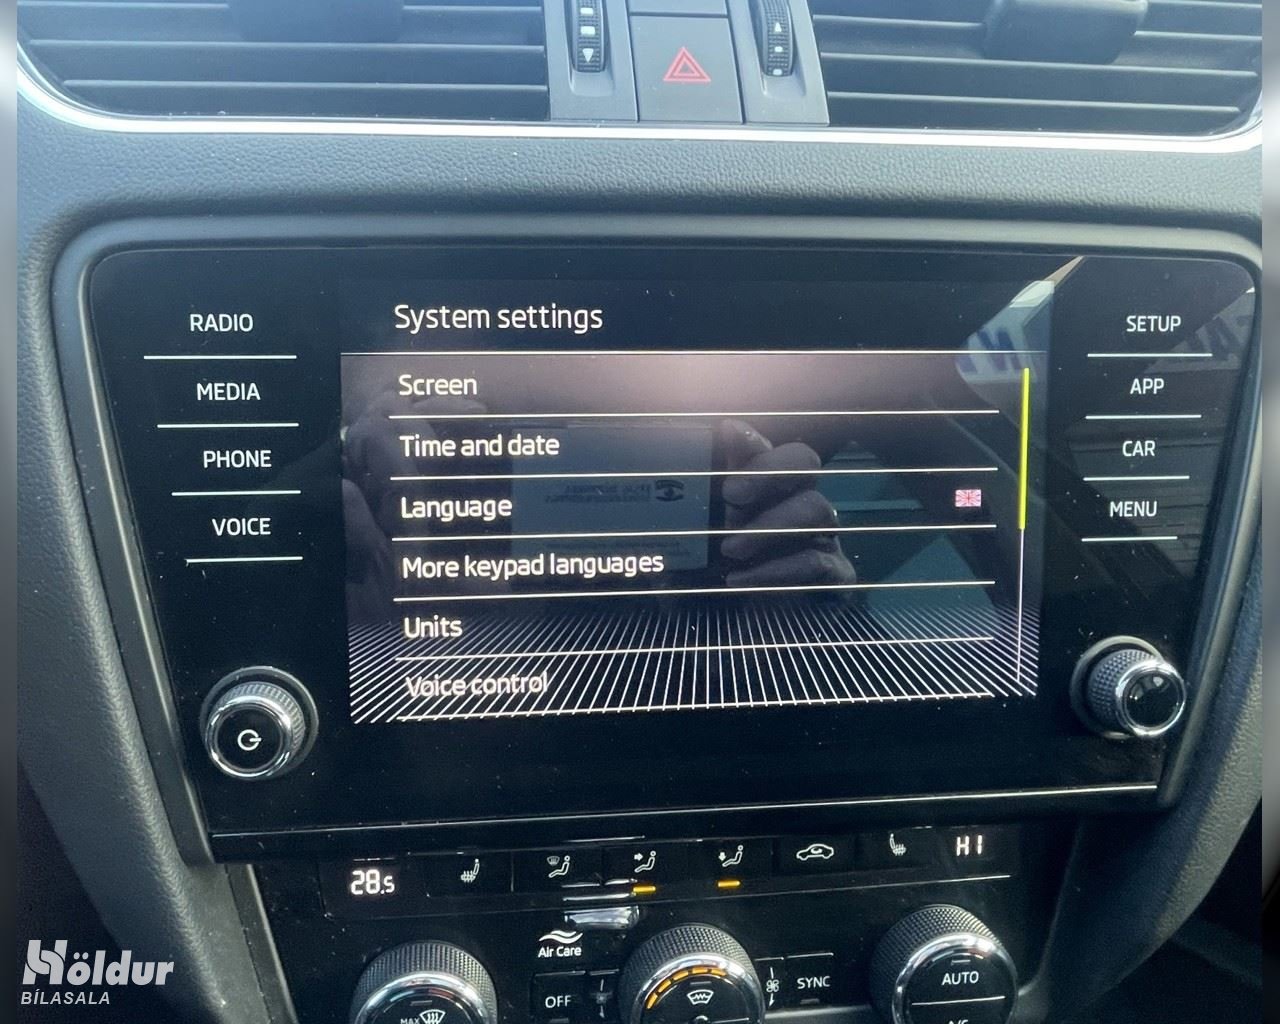 System settings
RADIO
MEDIA
PHONE
VOICE
Screen
Time and date
Language
More keypad languages
Units
Voice control
SETUP
APP
CAR
MENU
28.5
HI
Air Care
OFF
SYNC
AUTO
A/C
MAX
Höldur
BÍLASALA